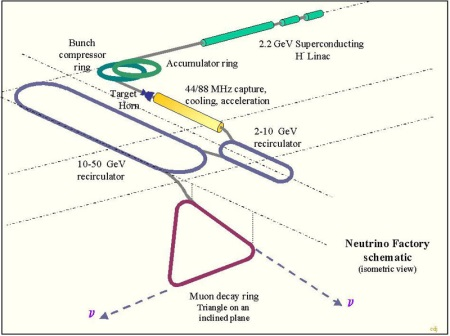 2.2 GeV Superconducting
H⁻ Linac
Bunch
compressor
ring
Accumulator ring
Target
Horn
44/88 MHz capture,
cooling, acceleration
2-10 GeV
recirculator
10-50 GeV
recirculator
Neutrino Factory
schematic
(isometric view)
Muon decay ring
Triangle on an
inclined plane
ν
ν